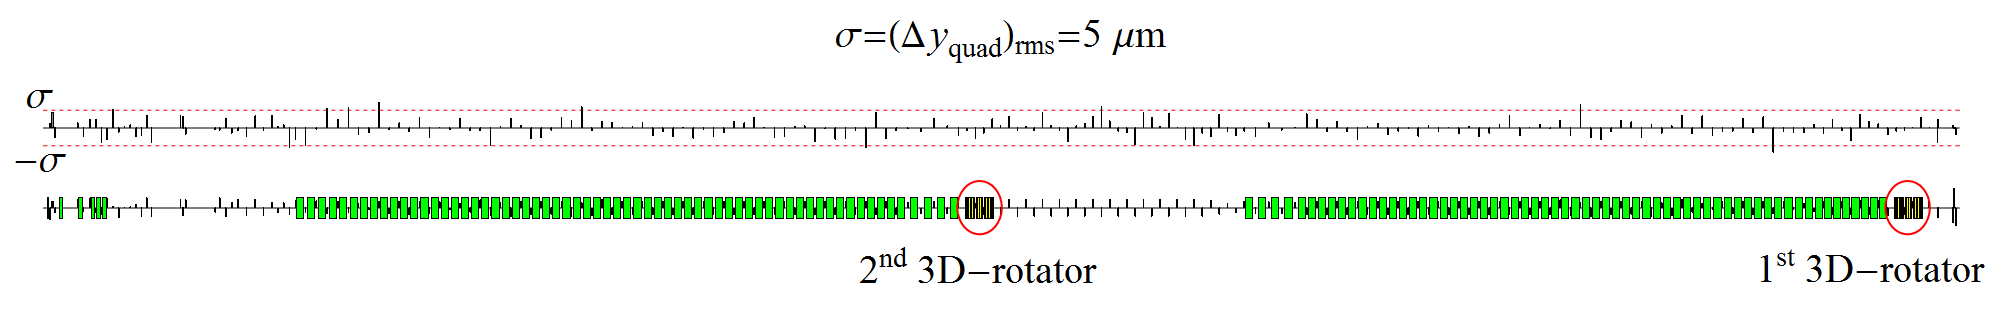 σ=(Δy_quad)_rms=5 μm
σ
−σ
2nd 3D−rotator
1st 3D−rotator